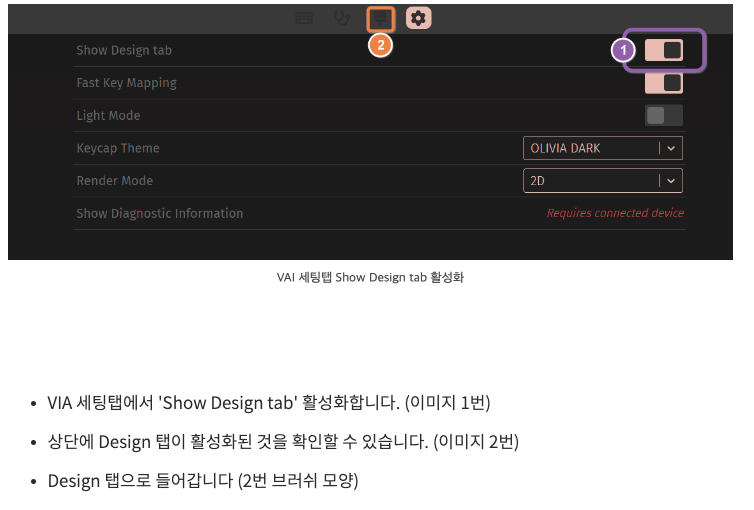 2
Show Design tab
1
Fast Key Mapping
Light Mode
Keycap Theme
OLIVIA DARK
Render Mode
2D
Show Diagnostic Information
Requires connected device
VAI 세팅탭 Show Design tab 활성화
• VIA 세팅탭에서 'Show Design tab' 활성화합니다. (이미지 1번)
• 상단에 Design 탭이 활성화된 것을 확인할 수 있습니다. (이미지 2번)
• Design 탭으로 들어갑니다 (2번 브러쉬 모양)